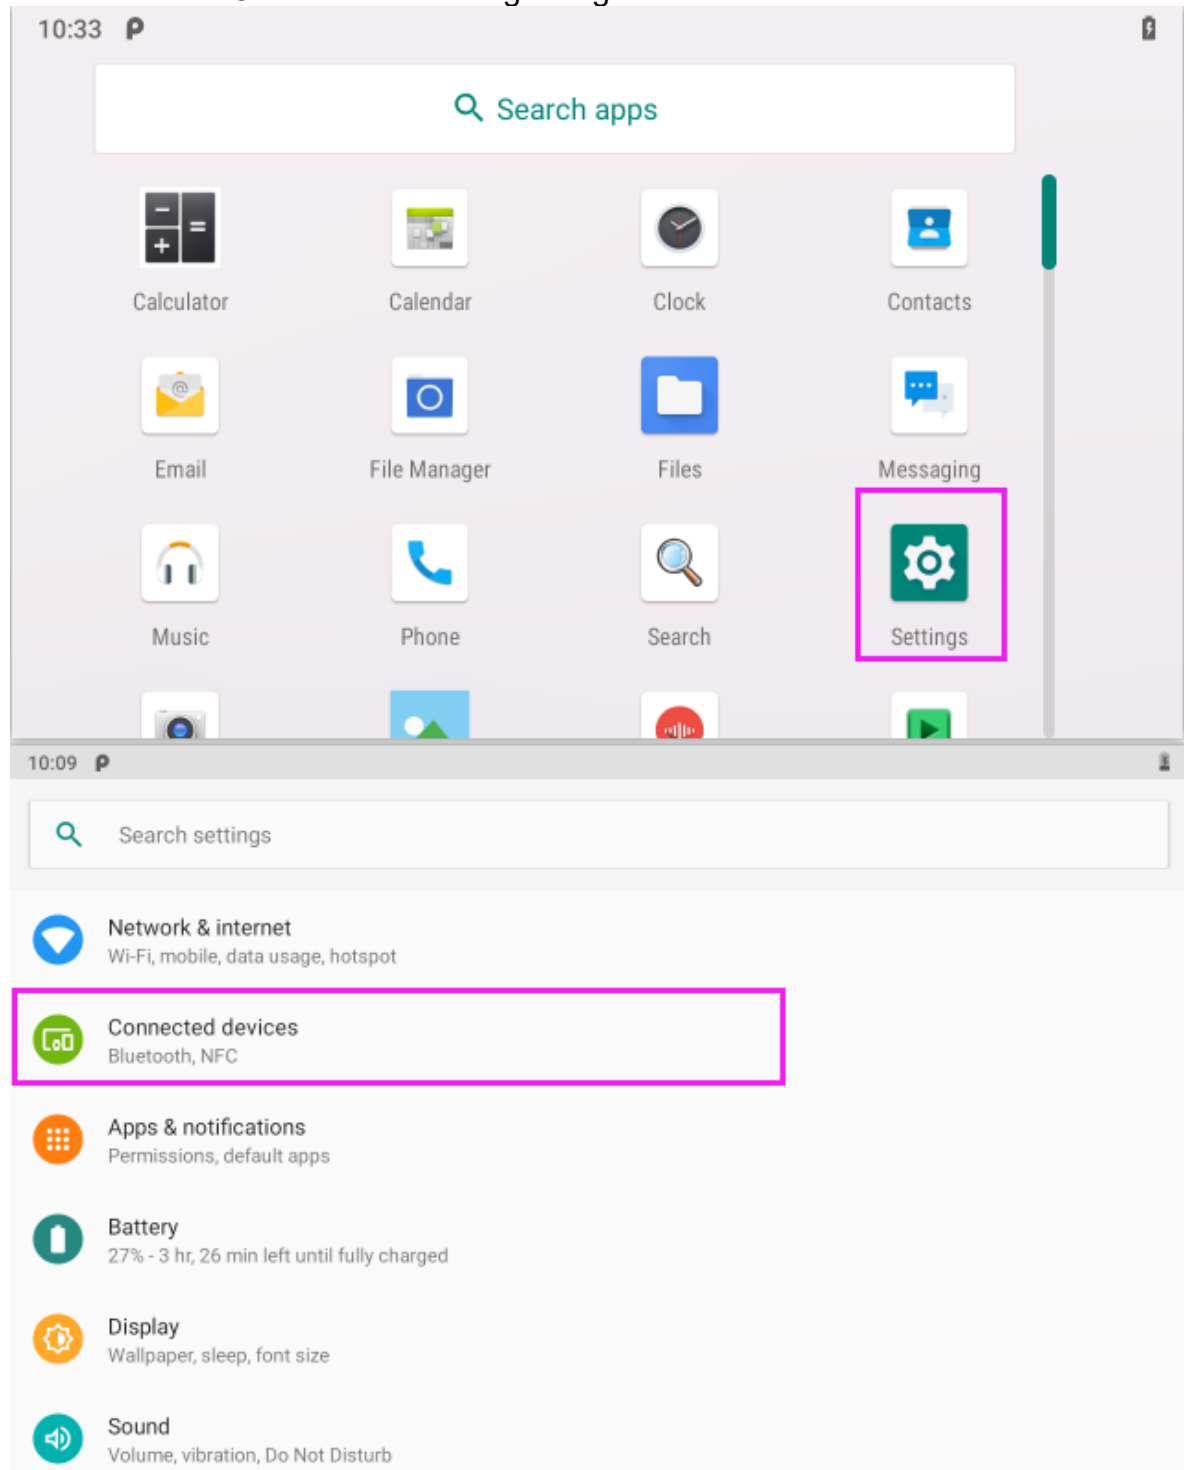 10:33
Search apps
Calculator Calendar Clock Contacts
Email File Manager Files Messaging
Music Phone Search Settings
10:09
Search settings
Network & internet
Wi-Fi, mobile, data usage, hotspot
Connected devices
Bluetooth, NFC
Apps & notifications
Permissions, default apps
Battery
27% - 3 hr, 26 min left until fully charged
Display
Wallpaper, sleep, font size
Sound
Volume, vibration, Do Not Disturb